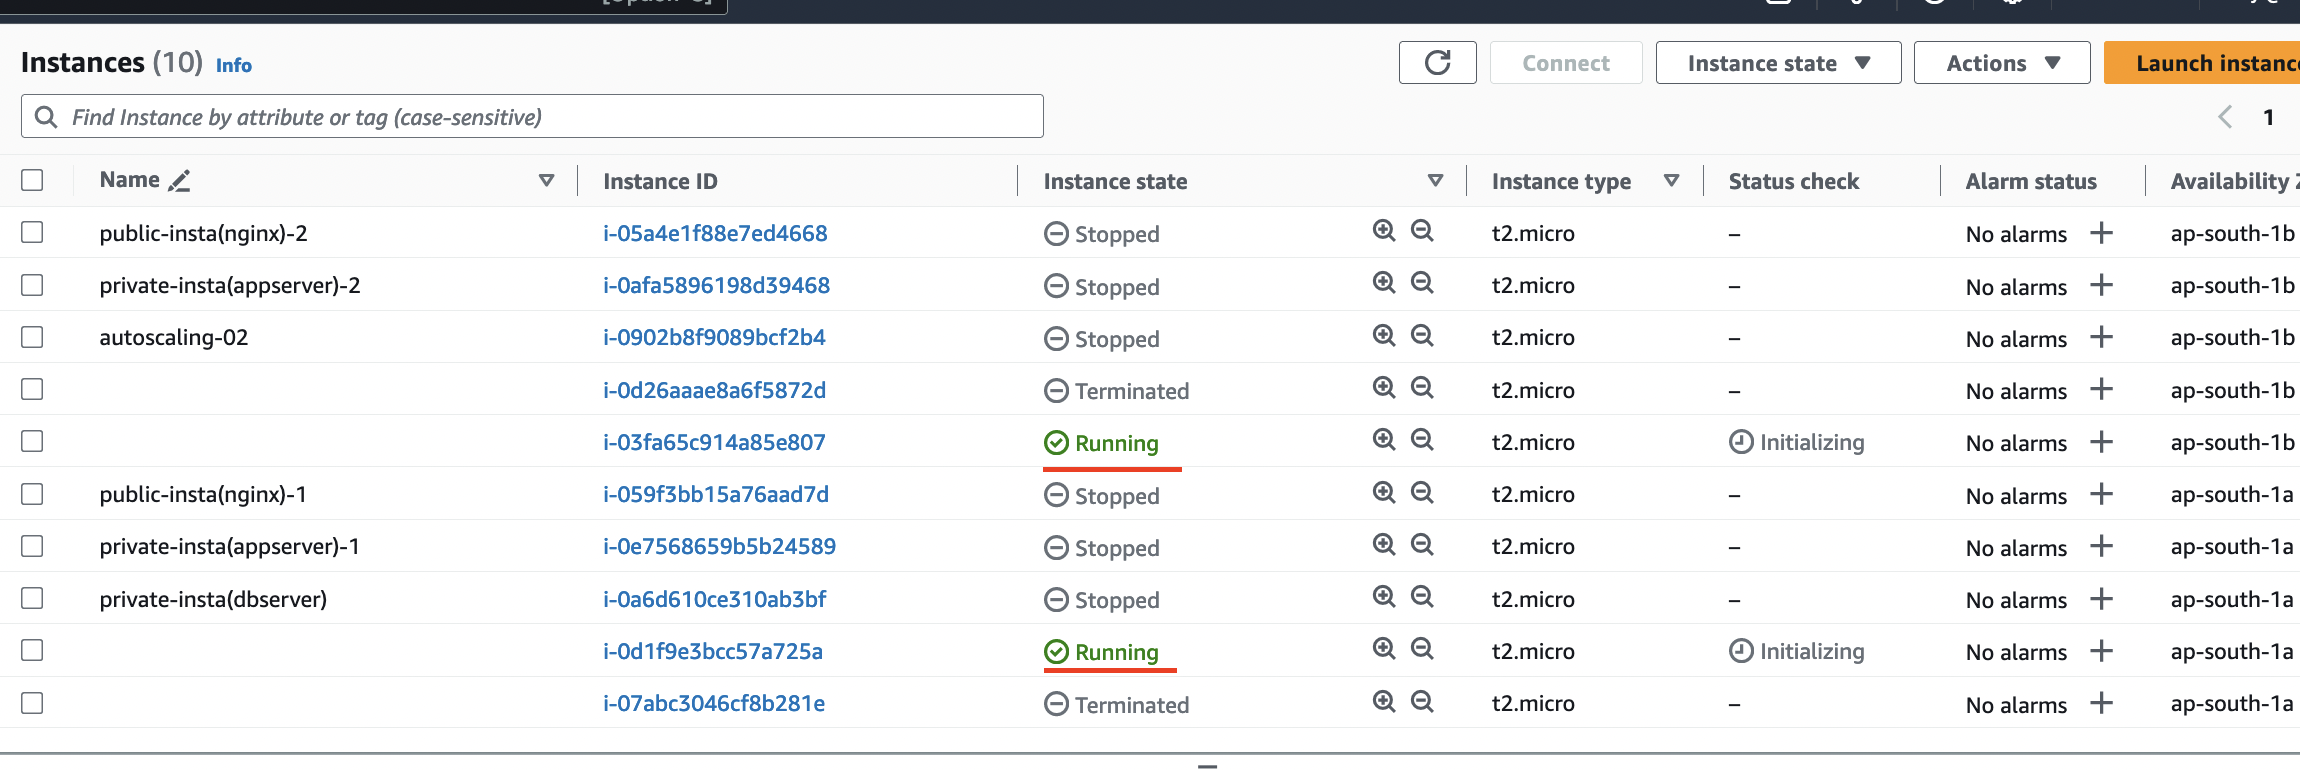 Instances (10) Info
Connect
Instance state
Actions
Launch instance
Find Instance by attribute or tag (case-sensitive)
1
Name Instance ID Instance state Instance type Status check Alarm status Availability
public-insta(nginx)-2 i-05a4e1f88e7ed4668 Stopped t2.micro – No alarms + ap-south-1b
private-insta(appserver)-2 i-0afa5896198d39468 Stopped t2.micro – No alarms + ap-south-1b
autoscaling-02 i-0902b8f9089bcf2b4 Stopped t2.micro – No alarms + ap-south-1b
i-0d26aaae8a6f5872d Terminated t2.micro – No alarms + ap-south-1b
i-03fa65c914a85e807 Running t2.micro Initializing No alarms + ap-south-1b
public-insta(nginx)-1 i-059f3bb15a76aad7d Stopped t2.micro – No alarms + ap-south-1a
private-insta(appserver)-1 i-0e7568659b5b24589 Stopped t2.micro – No alarms + ap-south-1a
private-insta(dbserver) i-0a6d610ce310ab3bf Stopped t2.micro – No alarms + ap-south-1a
i-0d1f9e3bcc57a725a Running t2.micro Initializing No alarms + ap-south-1a
i-07abc3046cf8b281e Terminated t2.micro – No alarms + ap-south-1a